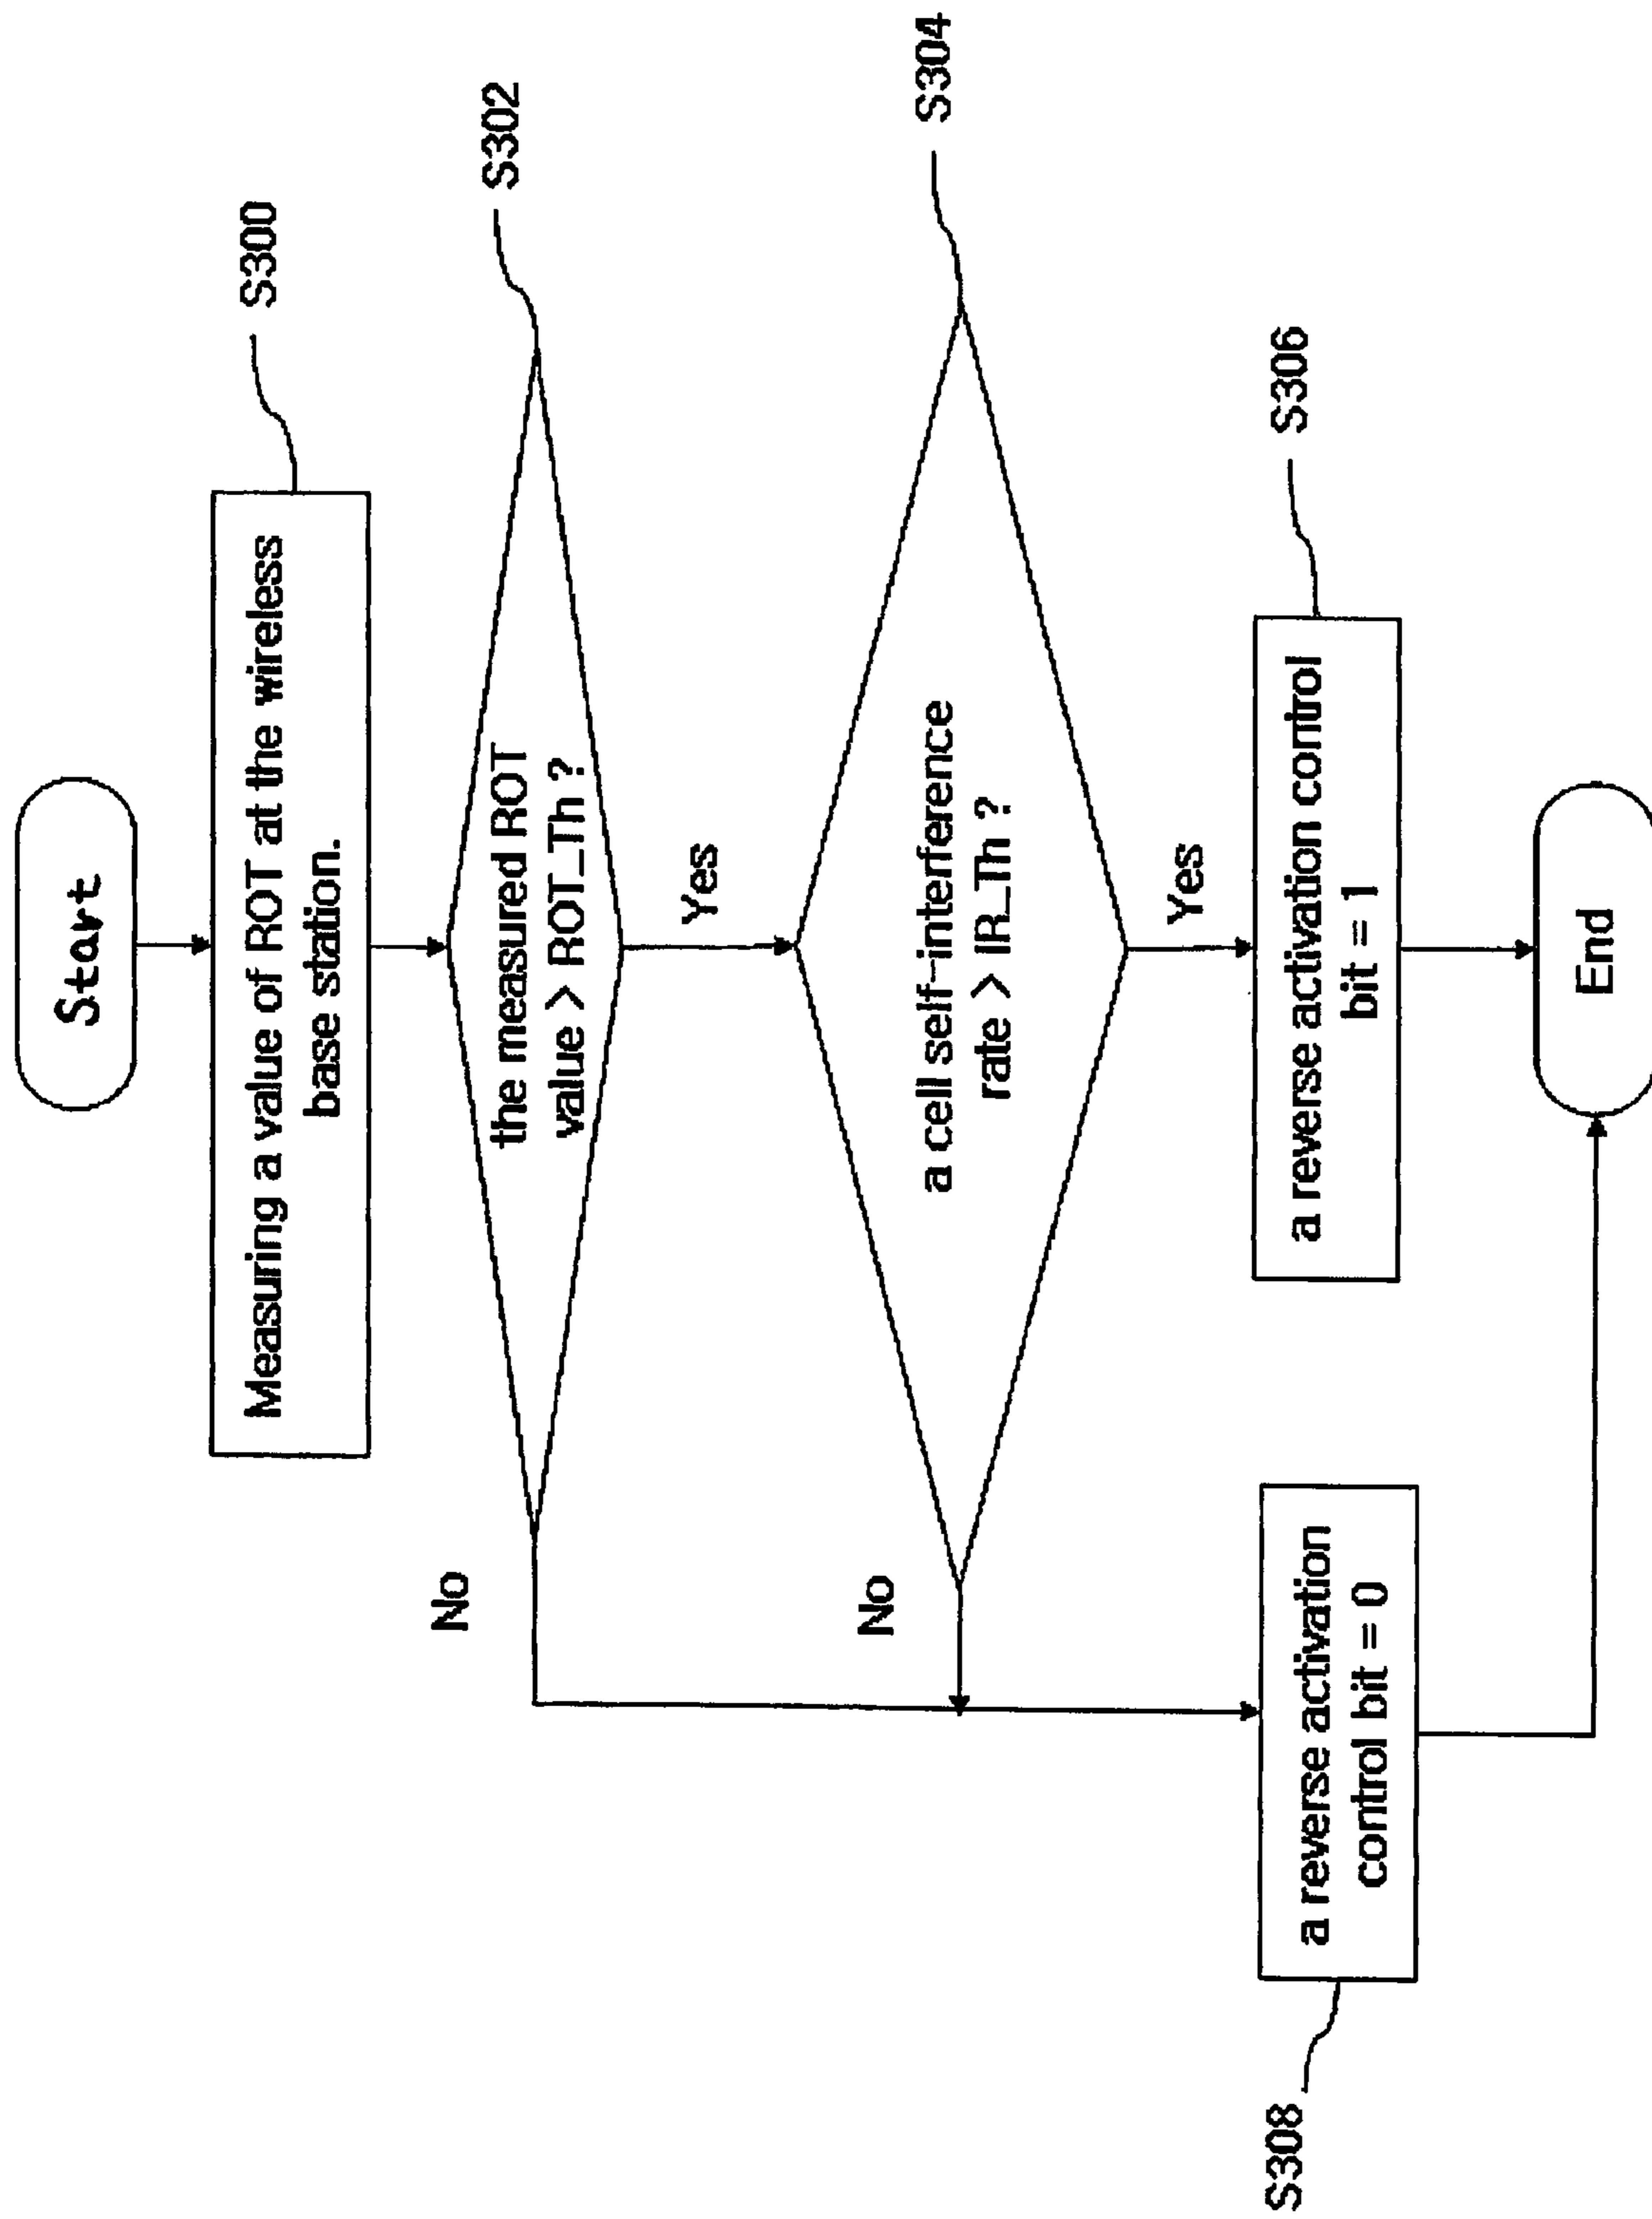 Start
Measuring a value of ROT at the wireless
base station.
S300
the measured ROT
value > ROT_Th ?
S302
No
Yes
a cell self-interference
rate > IR_Th ?
S304
No
Yes
a reverse activation
control bit = 0
S308
a reverse activation control
bit = 1
S306
End